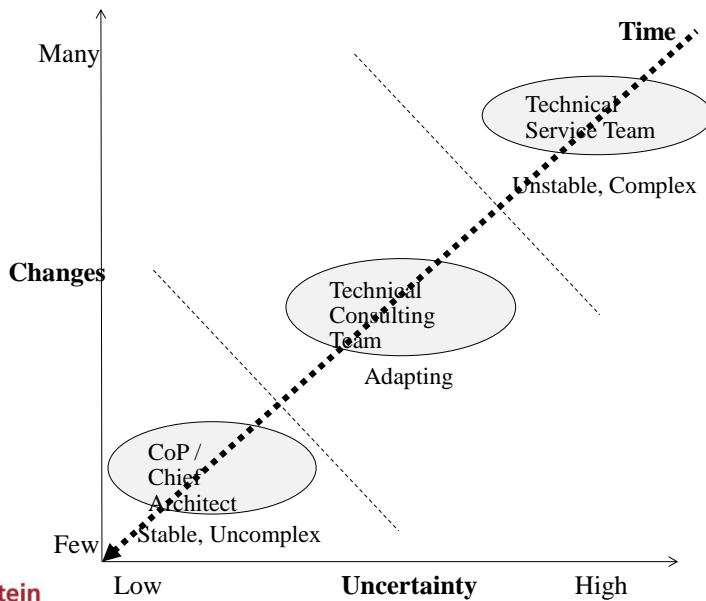 Time
Many
Technical
Service Team
Unstable, Complex
Changes
Technical
Consulting
Team
Adapting
CoP /
Chief
Architect
Stable, Uncomplex
Few
Low
Uncertainty
High
tein